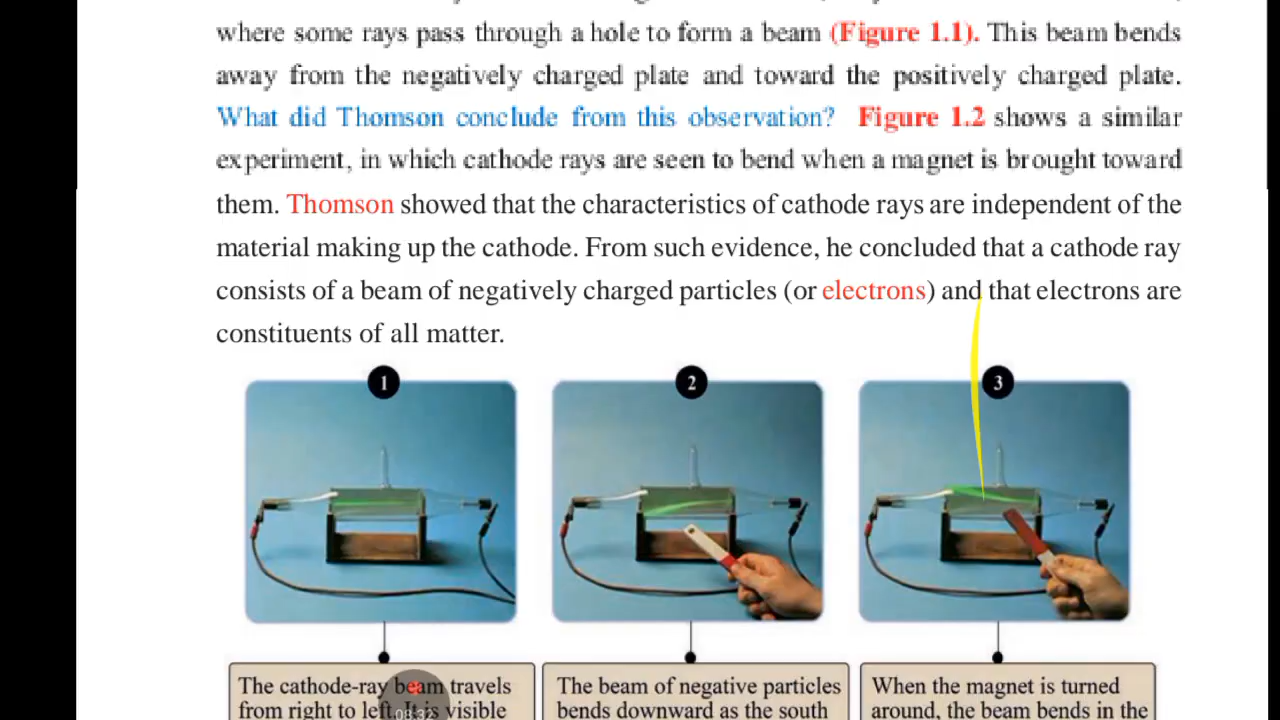 where some rays pass through a hole to form a beam (Figure 1.1). This beam bends
away from the negatively charged plate and toward the positively charged plate.
What did Thomson conclude from this observation? Figure 1.2 shows a similar
experiment, in which cathode rays are seen to bend when a magnet is brought toward
them. Thomson showed that the characteristics of cathode rays are independent of the
material making up the cathode. From such evidence, he concluded that a cathode ray
consists of a beam of negatively charged particles (or electrons) and that electrons are
constituents of all matter.
1
2
3
The cathode-ray beam travels
from right to left. It is visible
The beam of negative particles
bends downward as the south
When the magnet is turned
around, the beam bends in the
08:32